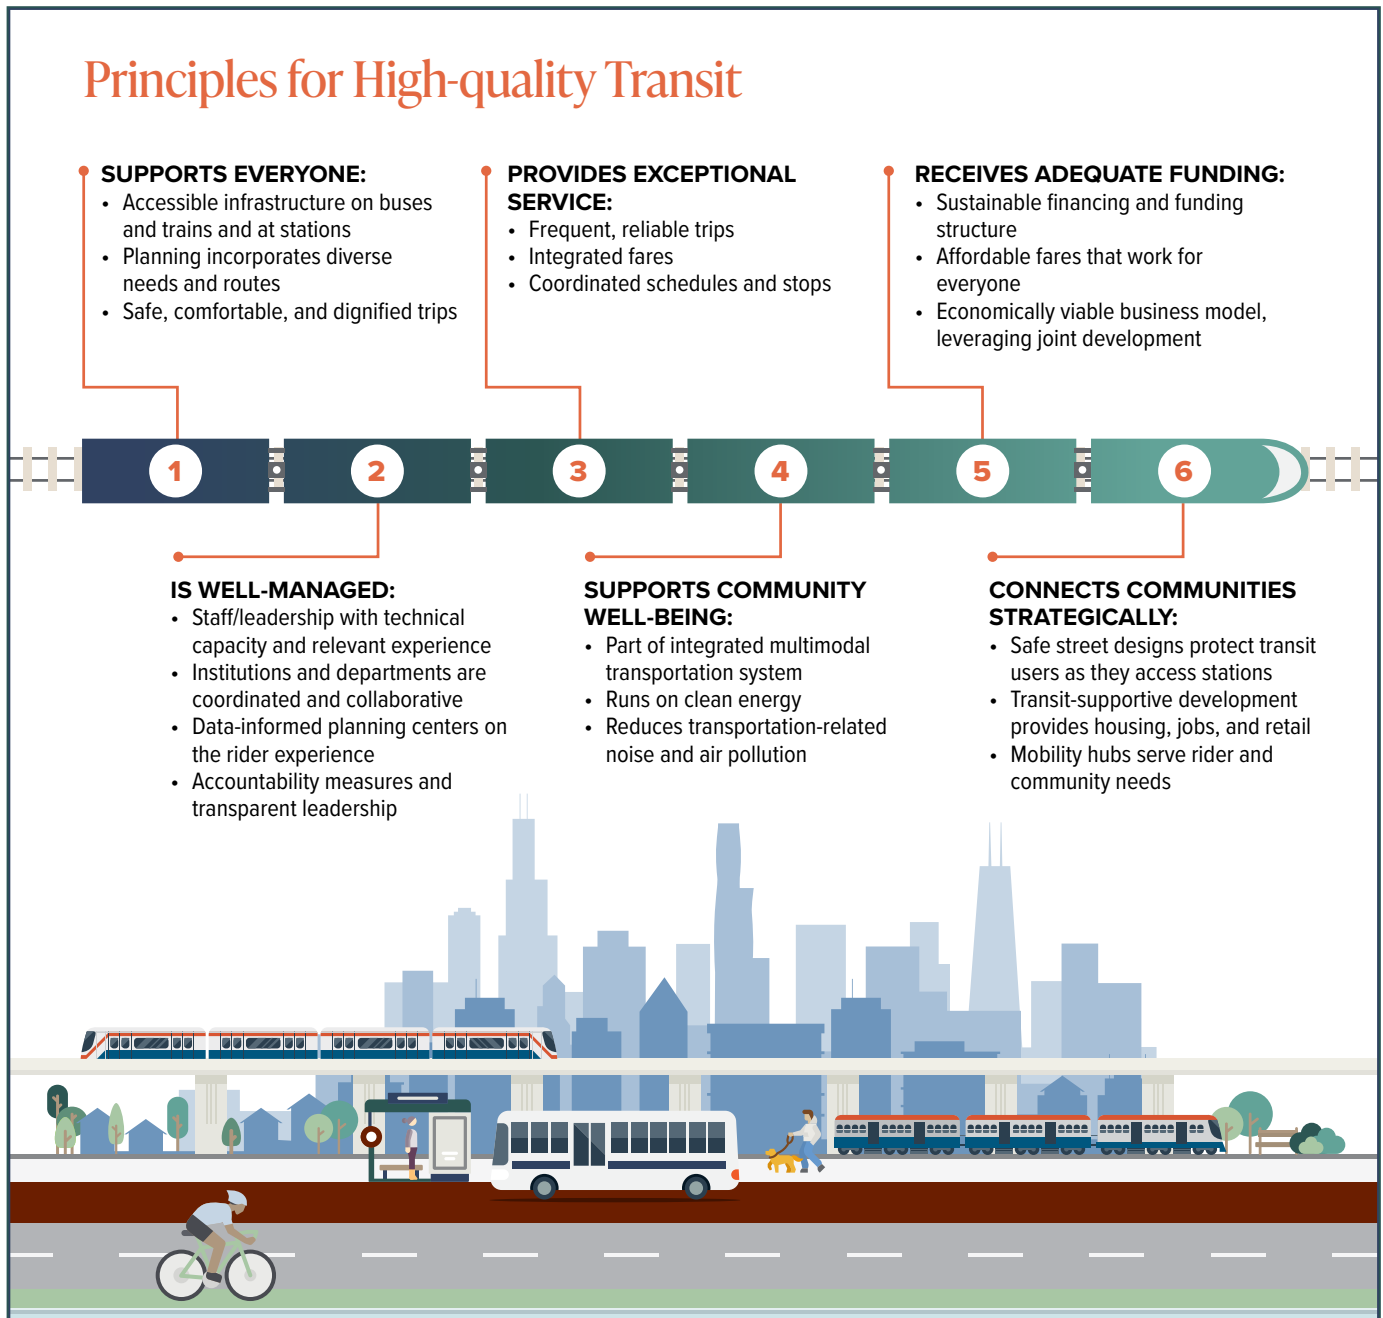 Principles for High-quality Transit
SUPPORTS EVERYONE:
• Accessible infrastructure on buses
and trains and at stations
• Planning incorporates diverse
needs and routes
• Safe, comfortable, and dignified trips
PROVIDES EXCEPTIONAL
SERVICE:
• Frequent, reliable trips
• Integrated fares
• Coordinated schedules and stops
RECEIVES ADEQUATE FUNDING:
• Sustainable financing and funding
structure
• Affordable fares that work for
everyone
• Economically viable business model,
leveraging joint development
1 2 3 4 5 6
IS WELL-MANAGED:
• Staff/leadership with technical
capacity and relevant experience
• Institutions and departments are
coordinated and collaborative
• Data-informed planning centers on
the rider experience
• Accountability measures and
transparent leadership
SUPPORTS COMMUNITY
WELL-BEING:
• Part of integrated multimodal
transportation system
• Runs on clean energy
• Reduces transportation-related
noise and air pollution
CONNECTS COMMUNITIES
STRATEGICALLY:
• Safe street designs protect transit
users as they access stations
• Transit-supportive development
provides housing, jobs, and retail
• Mobility hubs serve rider and
community needs